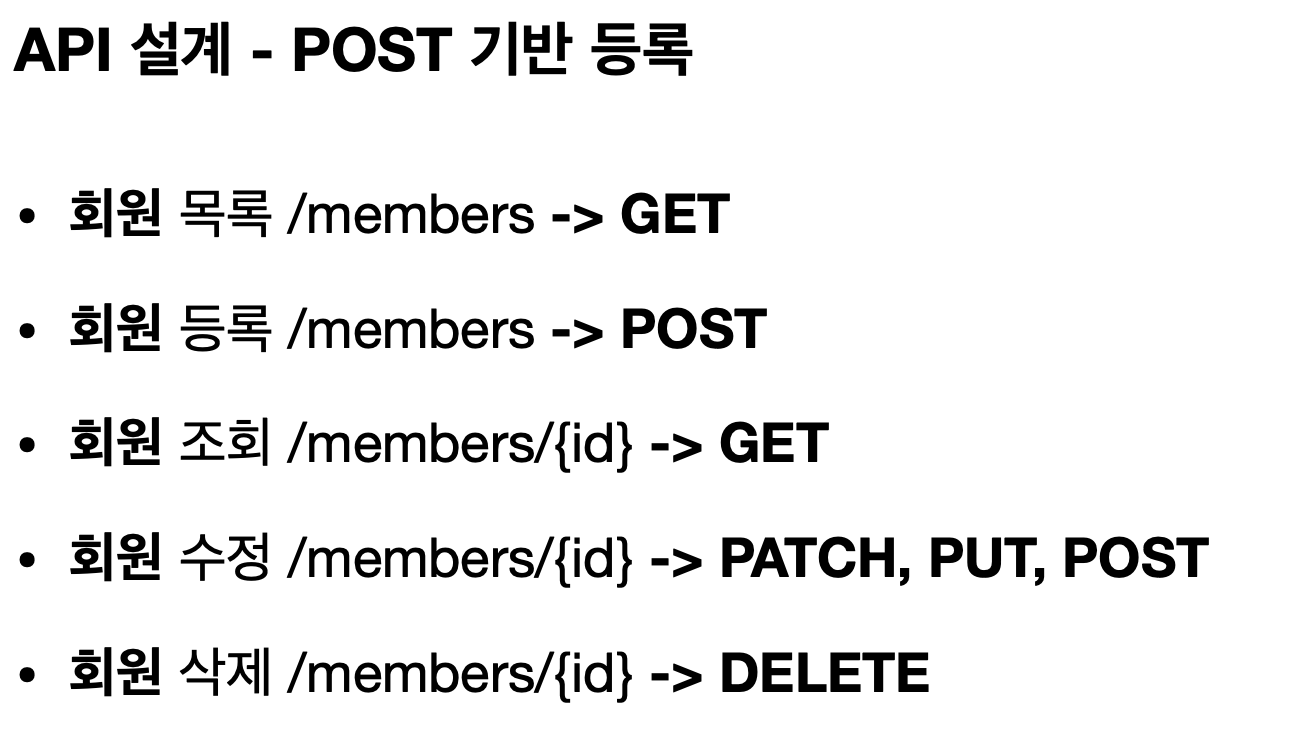 API 설계 - POST 기반 등록
• 회원 목록 /members -> GET
• 회원 등록 /members -> POST
• 회원 조회 /members/{id} -> GET
• 회원 수정 /members/{id} -> PATCH, PUT, POST
• 회원 삭제 /members/{id} -> DELETE